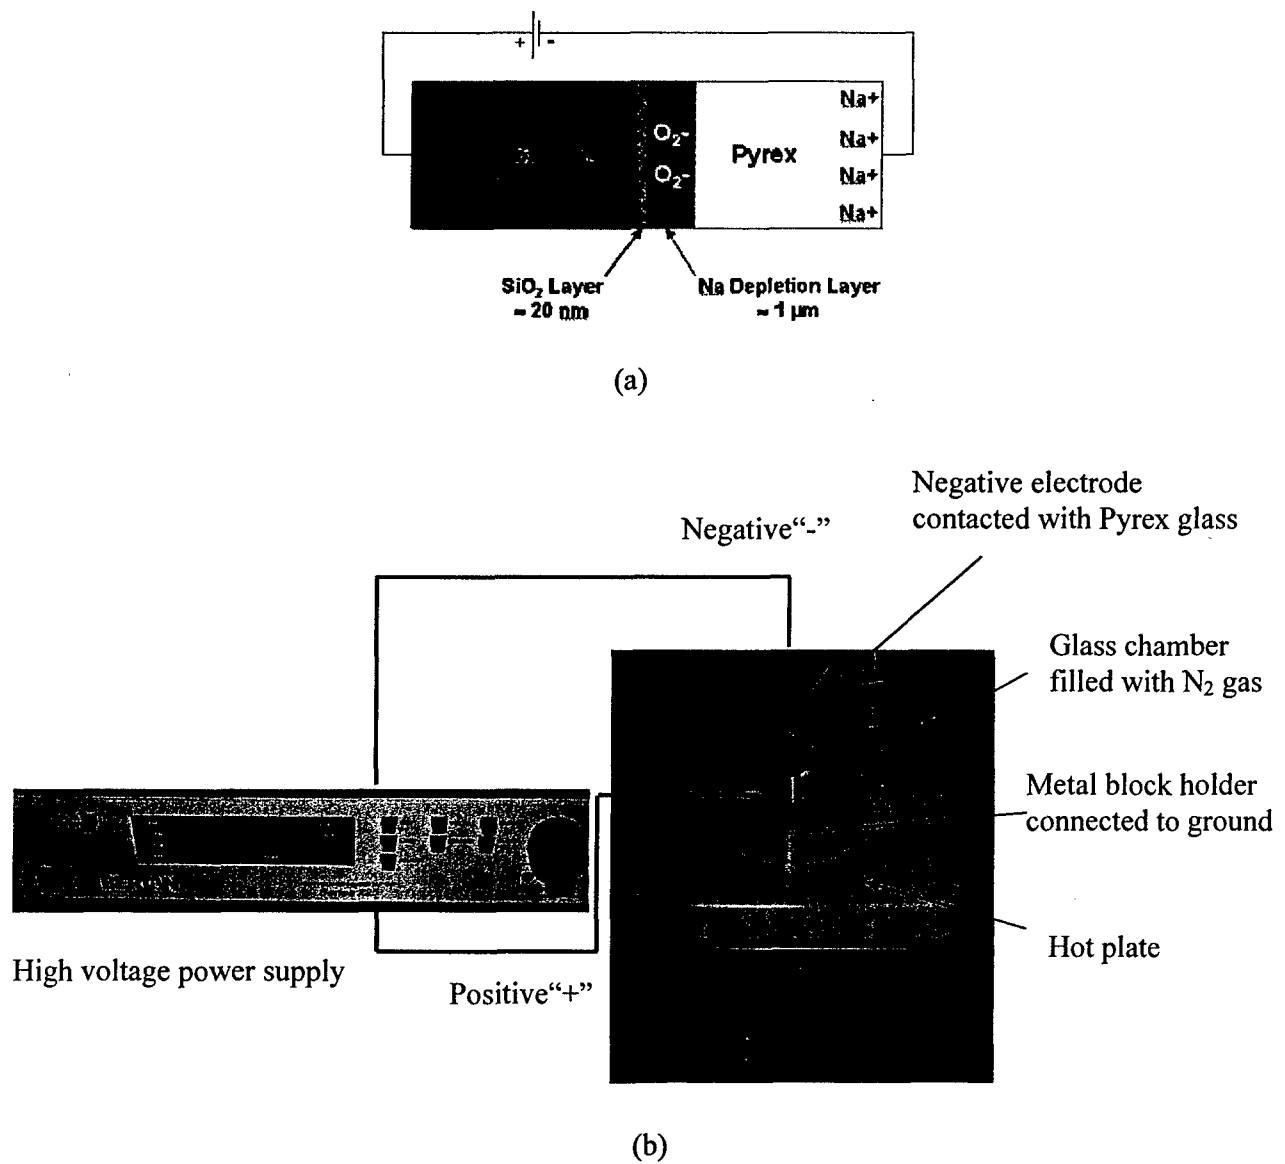 + -
Na+
O₂- Na+
Pyrex
O₂- Na+
Na+
SiO₂ Layer
~ 20 nm
Na Depletion Layer
~ 1 µm
(a)
Negative electrode
contacted with Pyrex glass
Negative“-”
Glass chamber
filled with N₂ gas
Metal block holder
connected to ground
Hot plate
High voltage power supply
Positive“+”
(b)